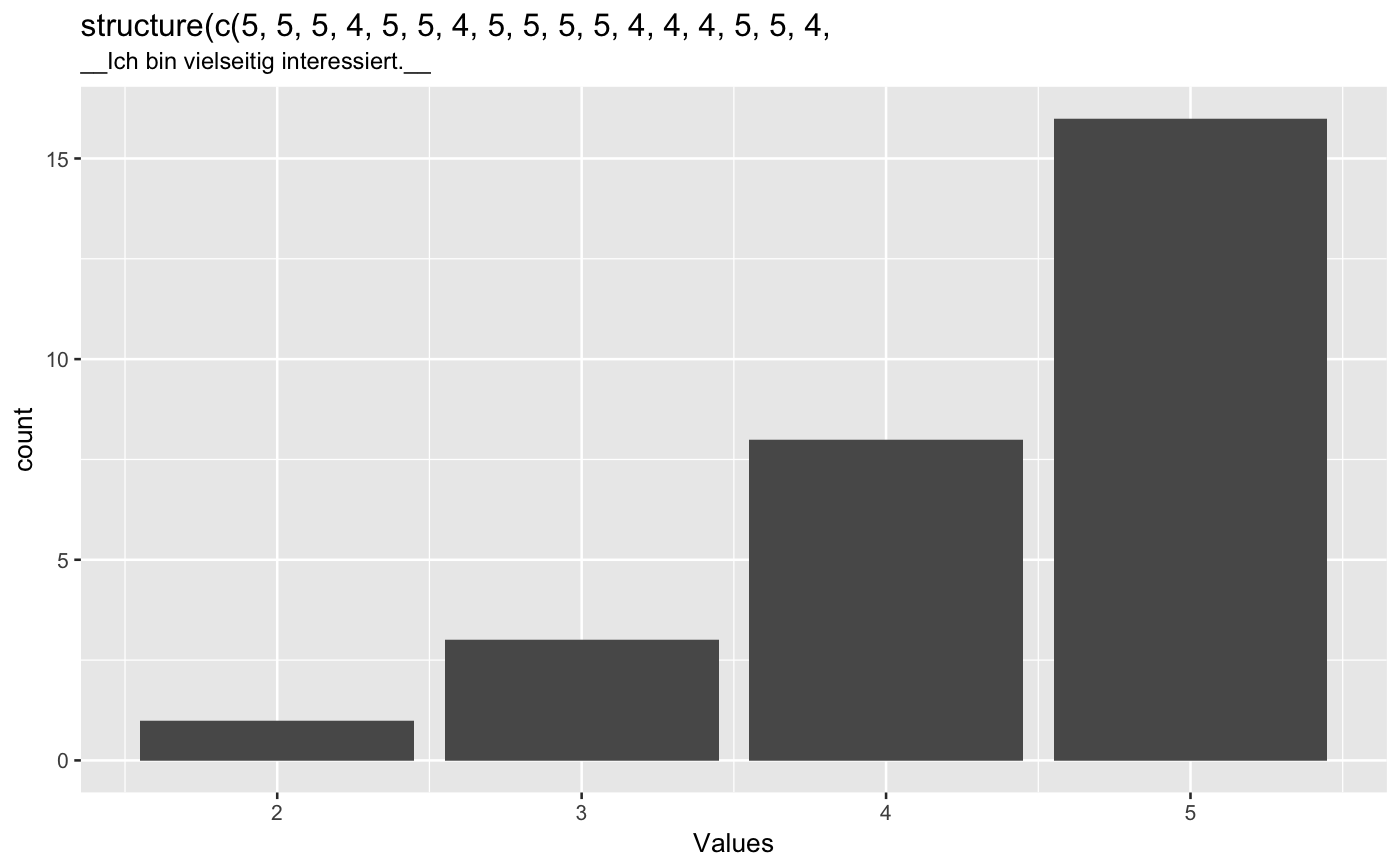 structure(c(5, 5, 5, 4, 5, 5, 4, 5, 5, 5, 5, 4, 4, 4, 5, 5, 4,
__Ich bin vielseitig interessiert.__
15
10
5
0
count
2 3 4 5
Values